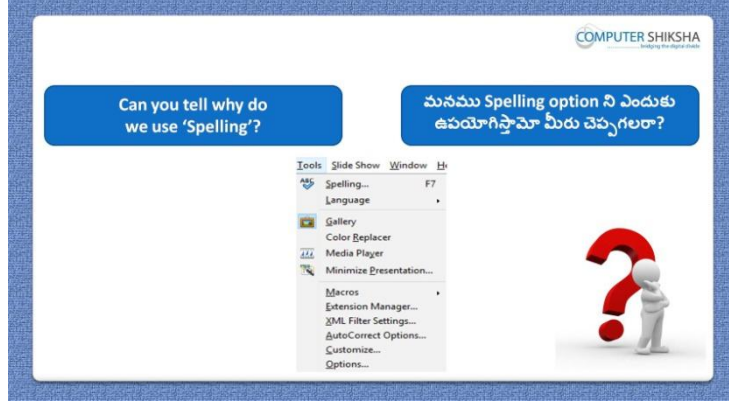 COMPUTER SHIKSHA
bridging the digital divide
Can you tell why do
we use ‘Spelling’?
మనము Spelling option ని ఎందుకు
ఉపయోగిస్తామో మీరు చెప్పగలరా?
Tools Slide Show Window H
ABC Spelling... F7
Language
Gallery
Color Replacer
Media Player
Minimize Presentation...
Macros
Extension Manager...
XML Filter Settings...
AutoCorrect Options...
Customize...
Options...